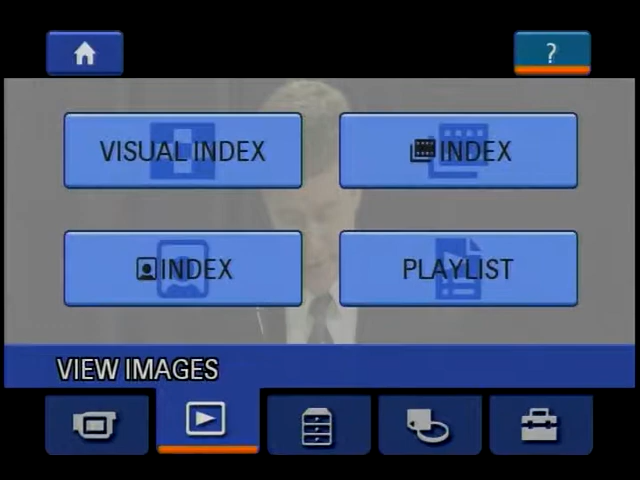 ?
VISUAL INDEX
INDEX
INDEX
PLAYLIST
VIEW IMAGES